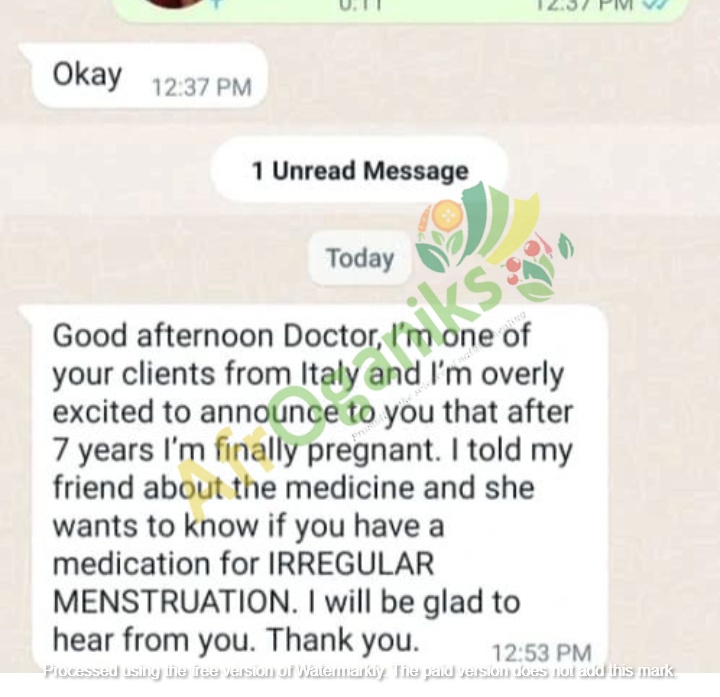 0:11 12:37 PM
Okay 12:37 PM
1 Unread Message
Today
Good afternoon Doctor, I'm one of
your clients from Italy and I'm overly
excited to announce to you that after
7 years I'm finally pregnant. I told my
friend about the medicine and she
wants to know if you have a
medication for IRREGULAR
MENSTRUATION. I will be glad to
hear from you. Thank you. 12:53 PM
AfrOganiks
Processed using the free version of Watermarkly. The paid version does not add this mark.